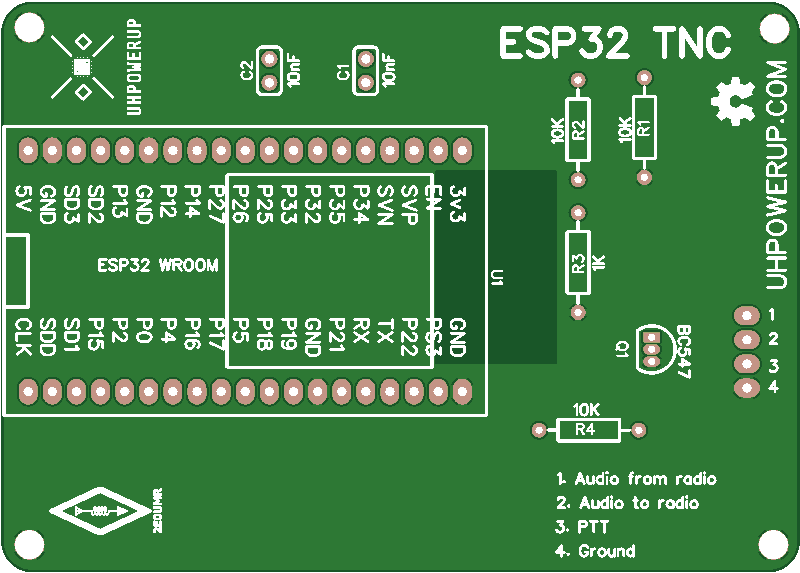 ESP32 TNC
UHPOWERUP
C2
10nF
C1
10nF
10K
R2
10K
R1
UHPOWERUP.COM
5V
GND
SD3
SD2
P13
GND
P12
P14
P27
P26
P25
P33
P32
P35
P34
SVN
SVP
EN
3V3
ESP32 WROOM
R3
1K
U1
CLK
SD0
SD1
P15
P2
P0
P4
P16
P17
P5
P18
P19
GND
P21
RX
TX
P22
P23
GND
Q1
BC547
1
2
3
4
10K
R4
1. Audio from radio
2. Audio to radio
3. PTT
4. Ground